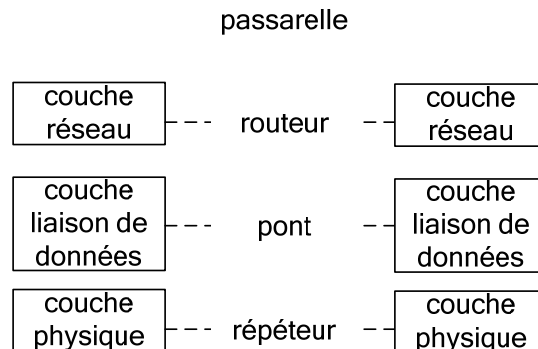 passarelle
couche
réseau
routeur
couche
réseau
couche
liaison de
données
pont
couche
liaison de
données
couche
physique
répéteur
couche
physique